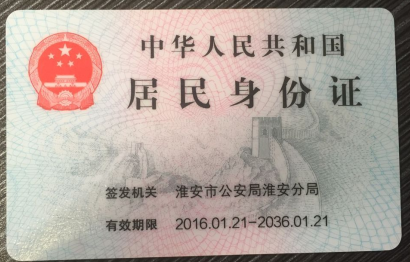 中华人民共和国
居民身份证
签发机关 淮安市公安局淮安分局
有效期限 2016.01.21-2036.01.21